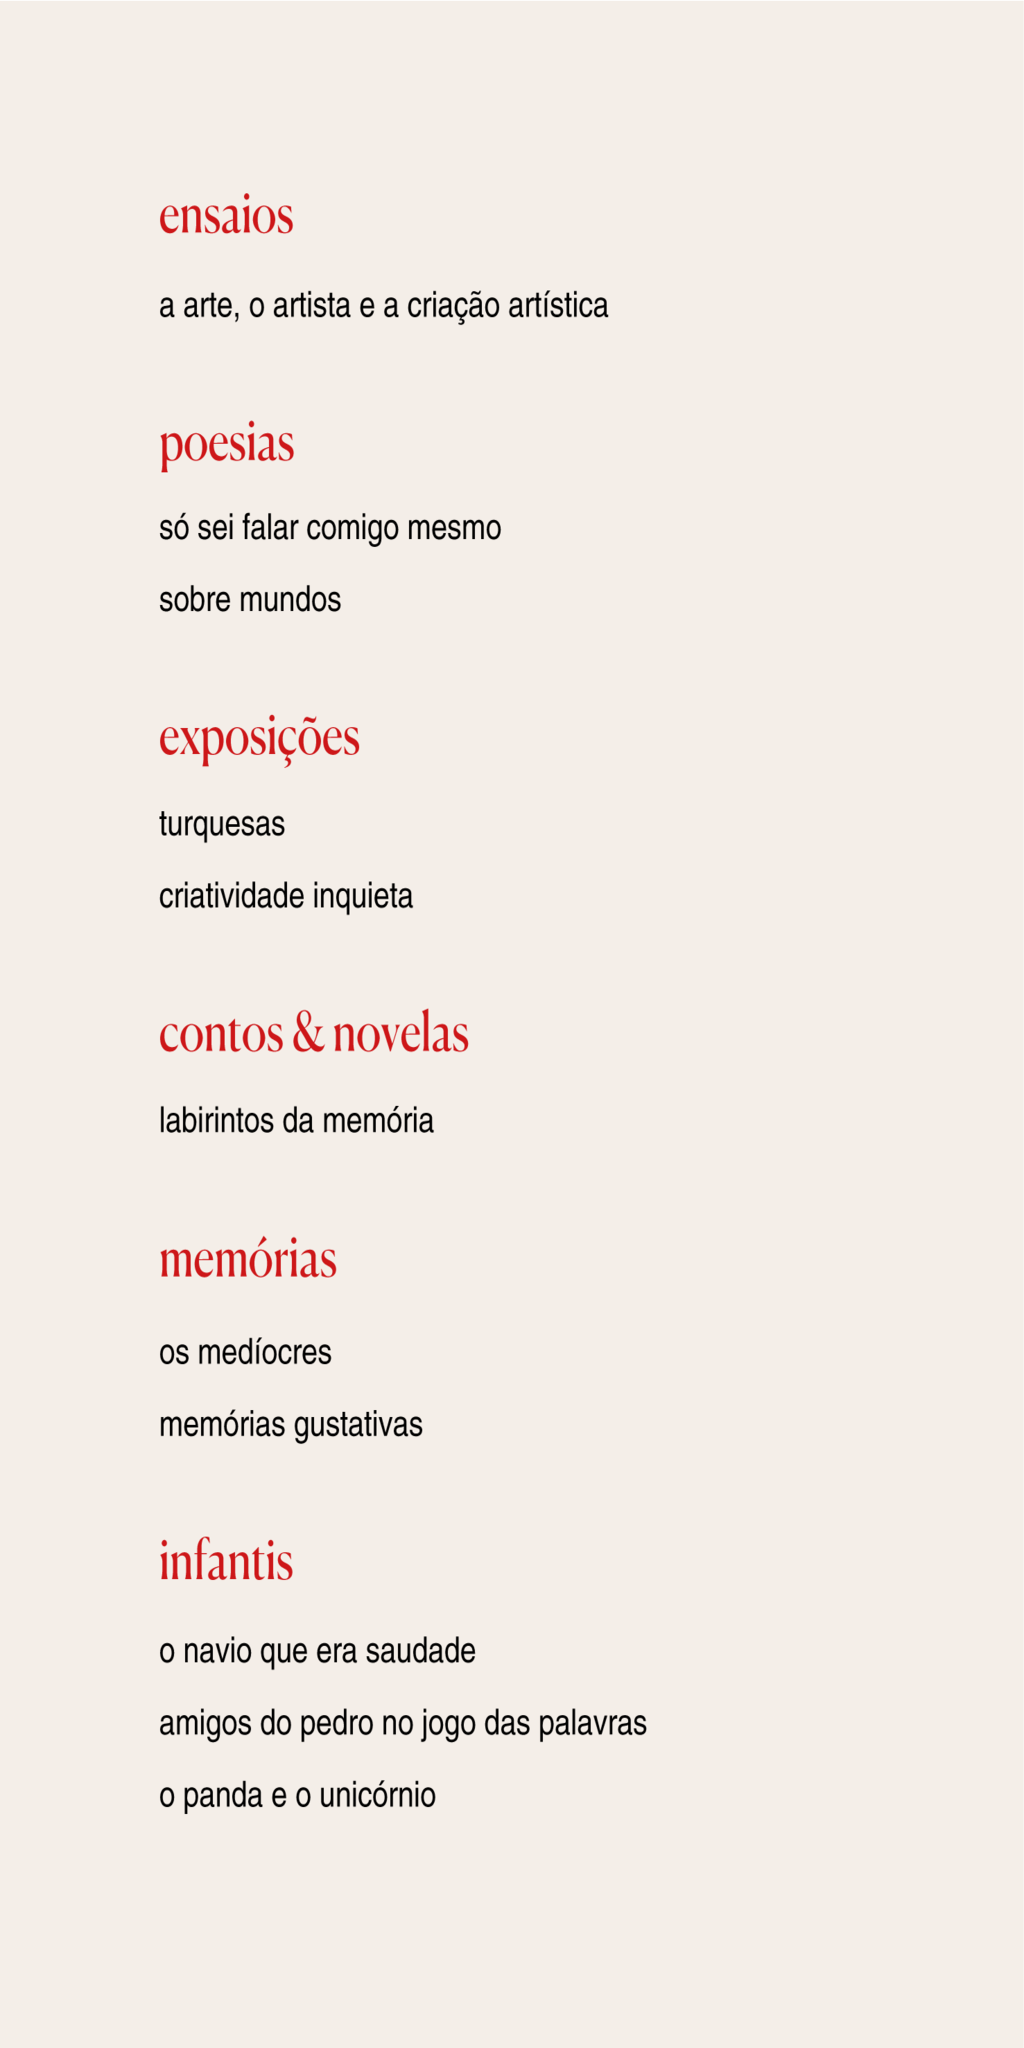 ensaios
a arte, o artista e a criação artística
poesias
só sei falar comigo mesmo
sobre mundos
exposições
turquesas
criatividade inquieta
contos & novelas
labirintos da memória
memórias
os medíocres
memórias gustativas
infantis
o navio que era saudade
amigos do pedro no jogo das palavras
o panda e o unicórnio